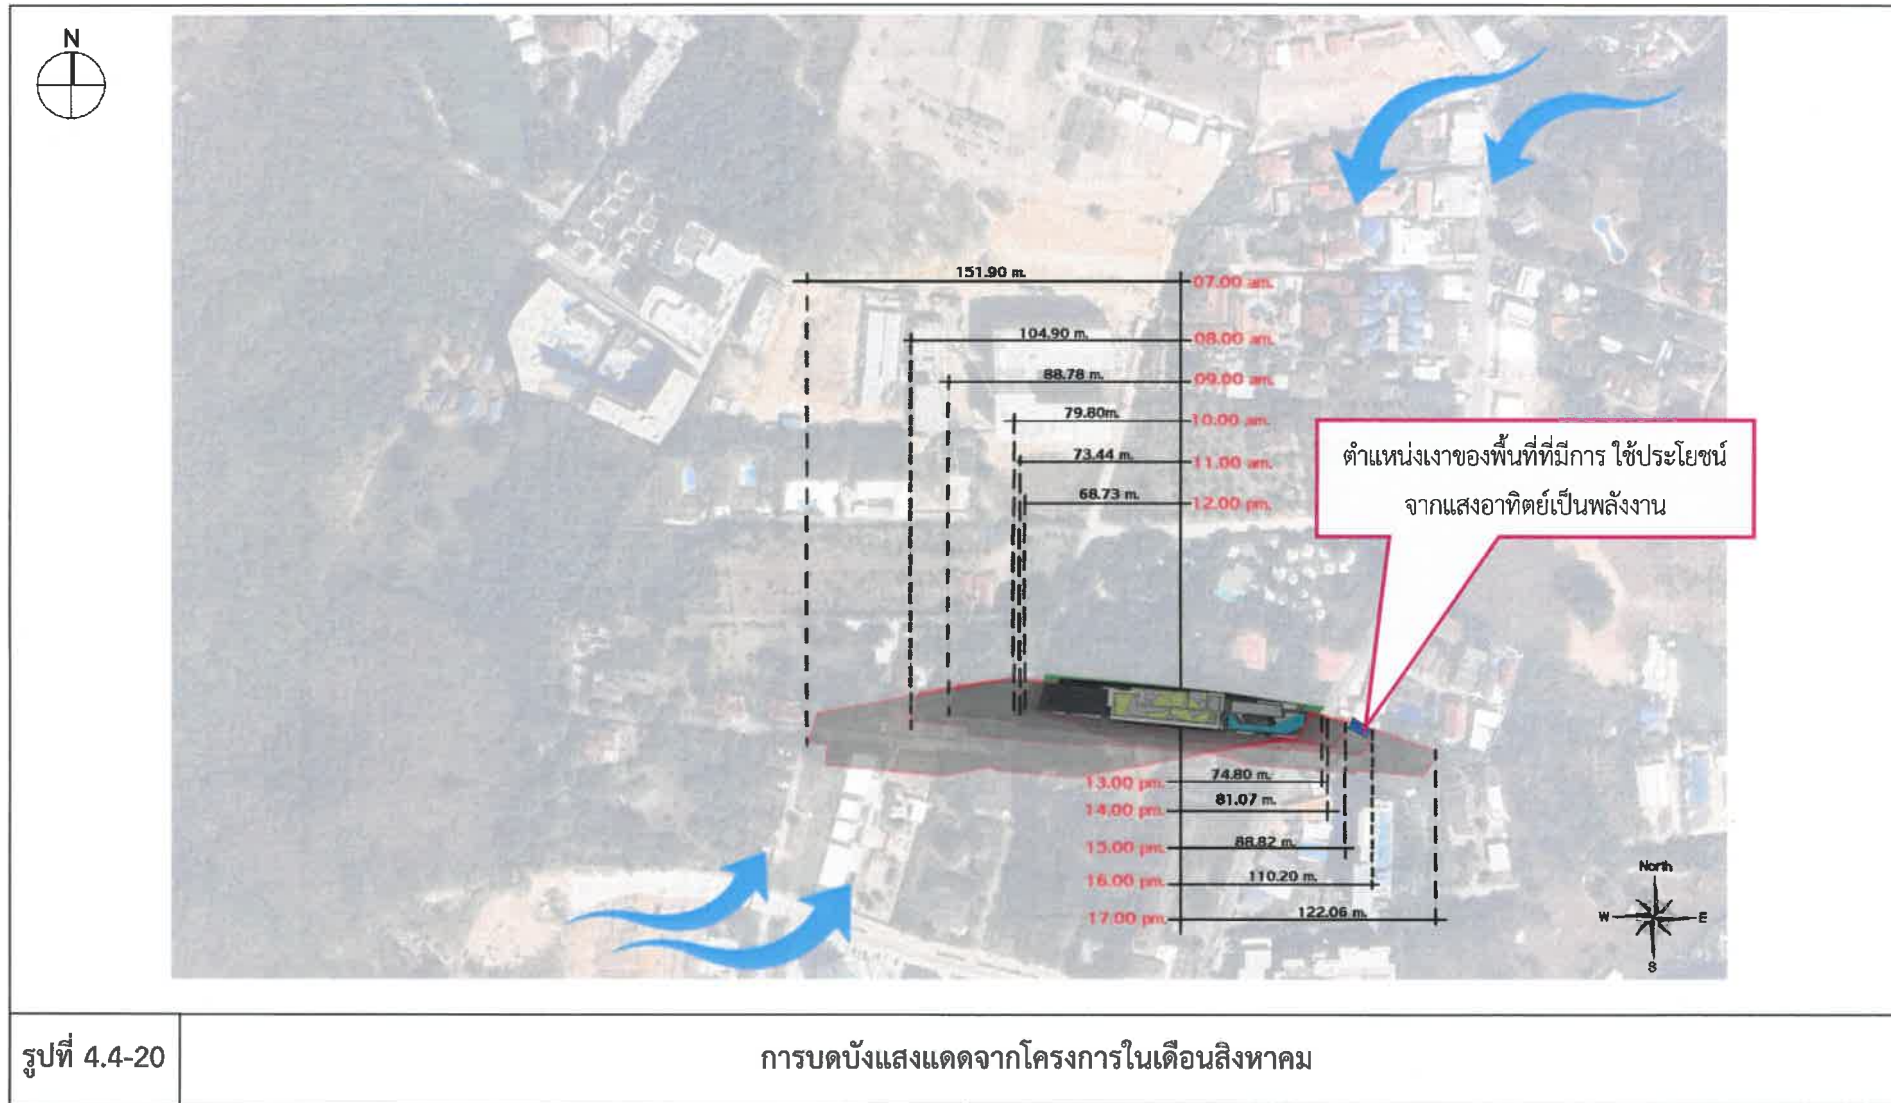 N
151.90 m.
07.00 am.
104.90 m.
08.00 am.
88.78 m.
09.00 am.
79.80m.
10.00 am.
73.44 m.
11.00 am.
68.73 m.
12.00 pm.
ตำแหน่งเงาของพื้นที่ที่มีการ ใช้ประโยชน์
จากแสงอาทิตย์เป็นพลังงาน
13.00 pm.
74.80 m.
14.00 pm.
81.07 m.
15.00 pm.
88.82 m.
16.00 pm.
110.20 m.
17.00 pm.
122.06 m.
North
W
E
S
รูปที่ 4.4-20
การบดบังแสงแดดจากโครงการในเดือนสิงหาคม